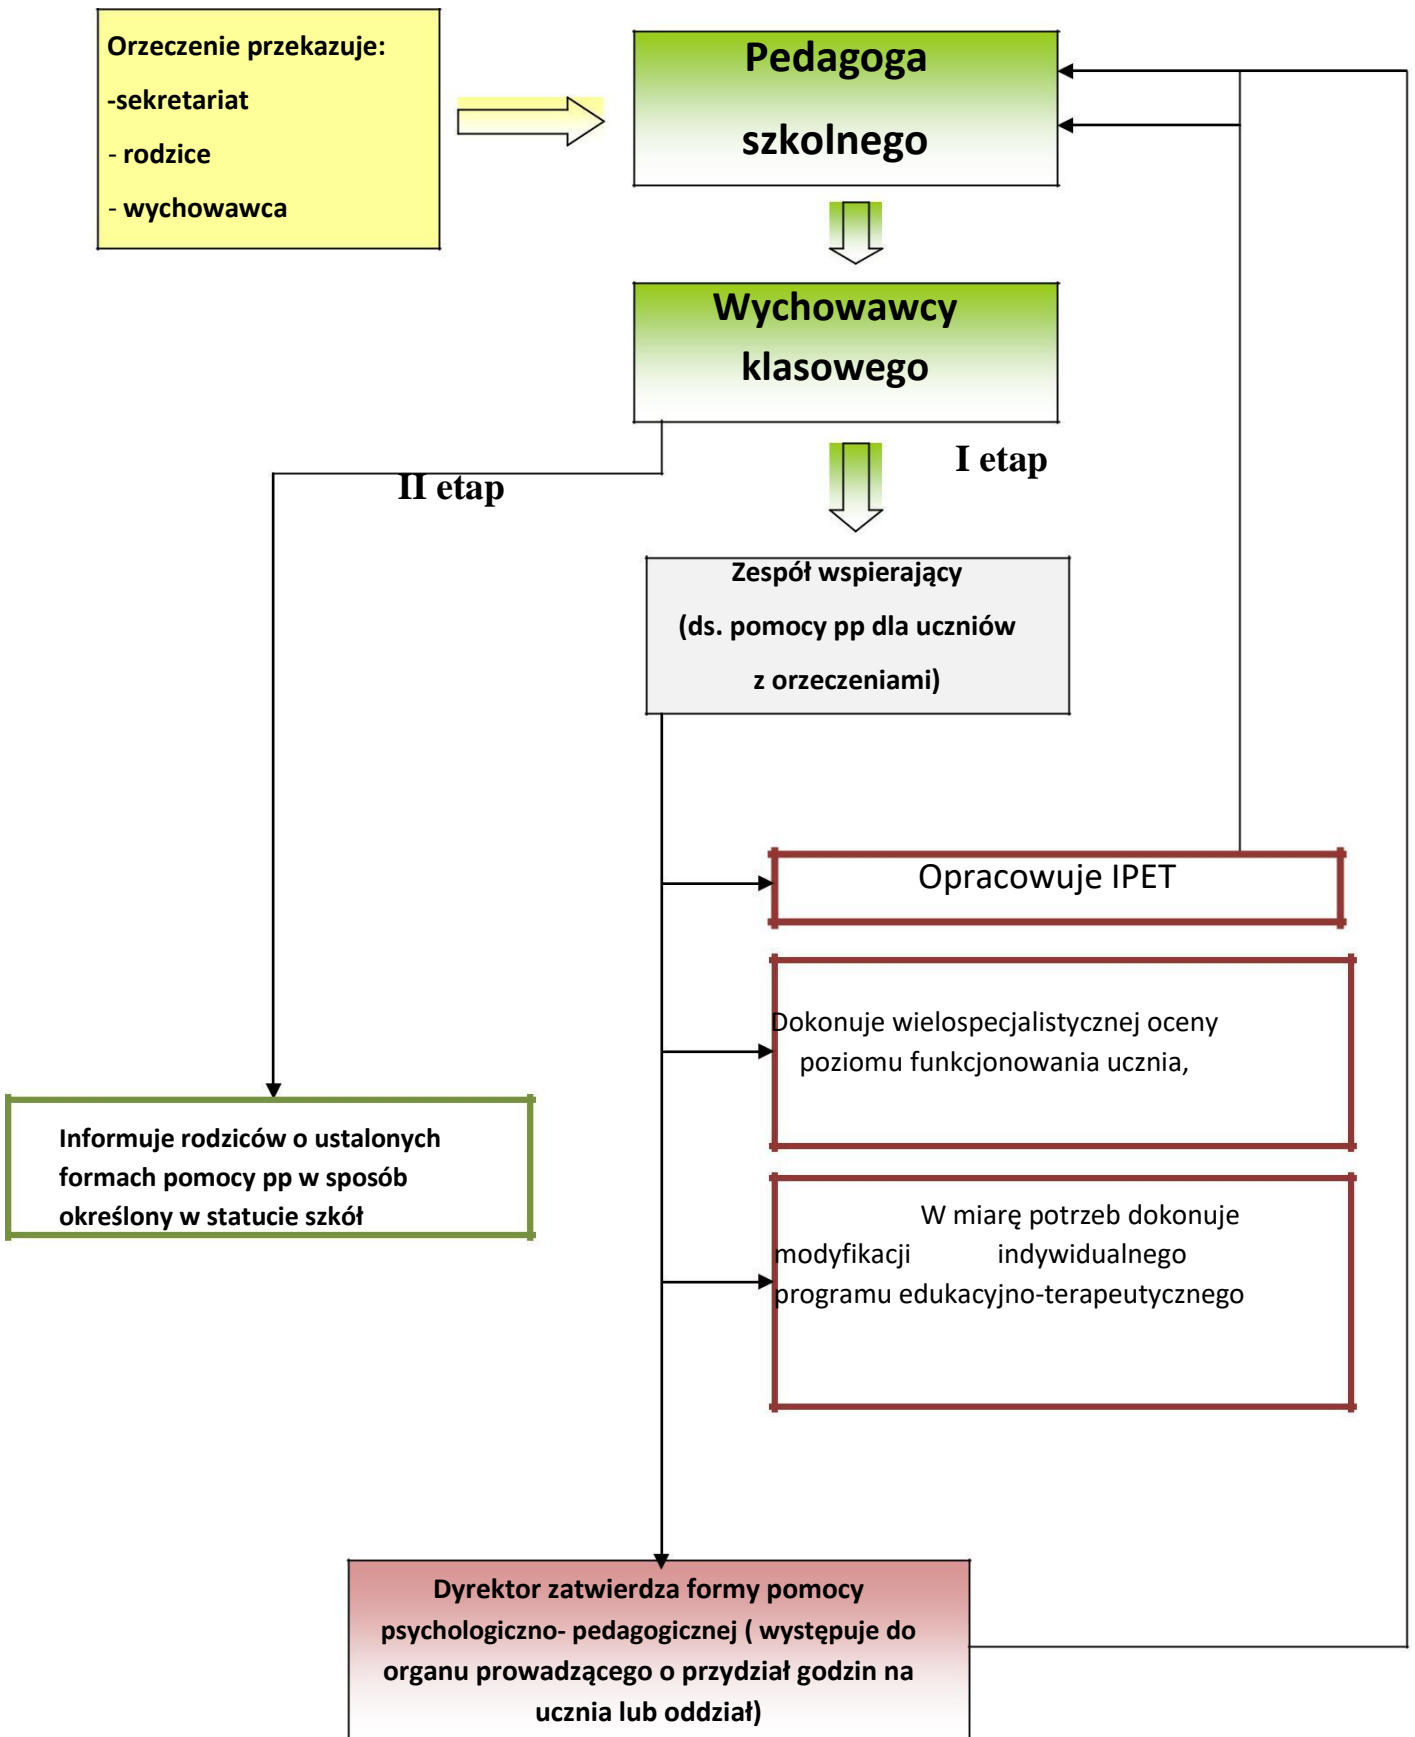 Orzeczenie przekazuje:
-sekretariat
- rodzice
- wychowawca
Pedagoga
szkolnego
Wychowawcy
klasowego
I etap
II etap
Zespół wspierający
(ds. pomocy pp dla uczniów
z orzeczeniami)
Opracowuje IPET
Dokonuje wielospecjalistycznej oceny
poziomu funkcjonowania ucznia,
Informuje rodziców o ustalonych
formach pomocy pp w sposób
określony w statucie szkół
W miarę potrzeb dokonuje
modyfikacji indywidualnego
programu edukacyjno-terapeutycznego
Dyrektor zatwierdza formy pomocy
psychologiczno- pedagogicznej ( występuje do
organu prowadzącego o przydział godzin na
ucznia lub oddział)